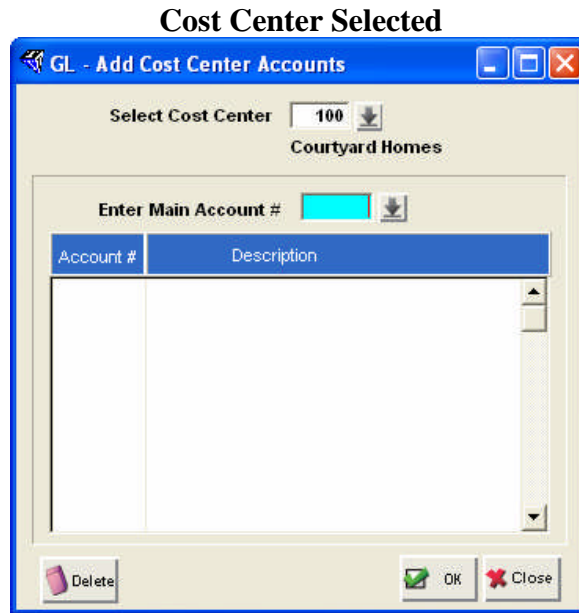 Cost Center Selected
GL - Add Cost Center Accounts
Select Cost Center 100
Courtyard Homes
Enter Main Account #
Account # Description
Delete OK Close